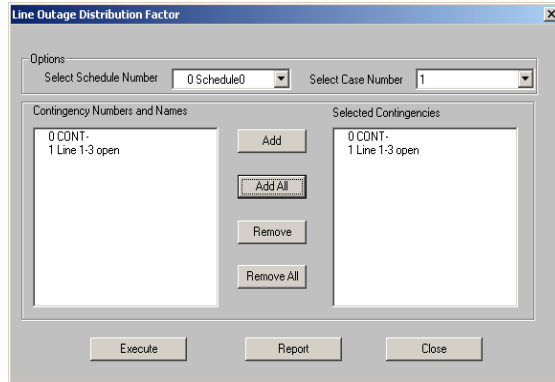 Line Outage Distribution Factor
Options
Select Schedule Number 0 Schedule0 Select Case Number 1
Contingency Numbers and Names Selected Contingencies
0 CONT- Add 0 CONT-
1 Line 1-3 open 1 Line 1-3 open
Add All
Remove
Remove All
Execute Report Close